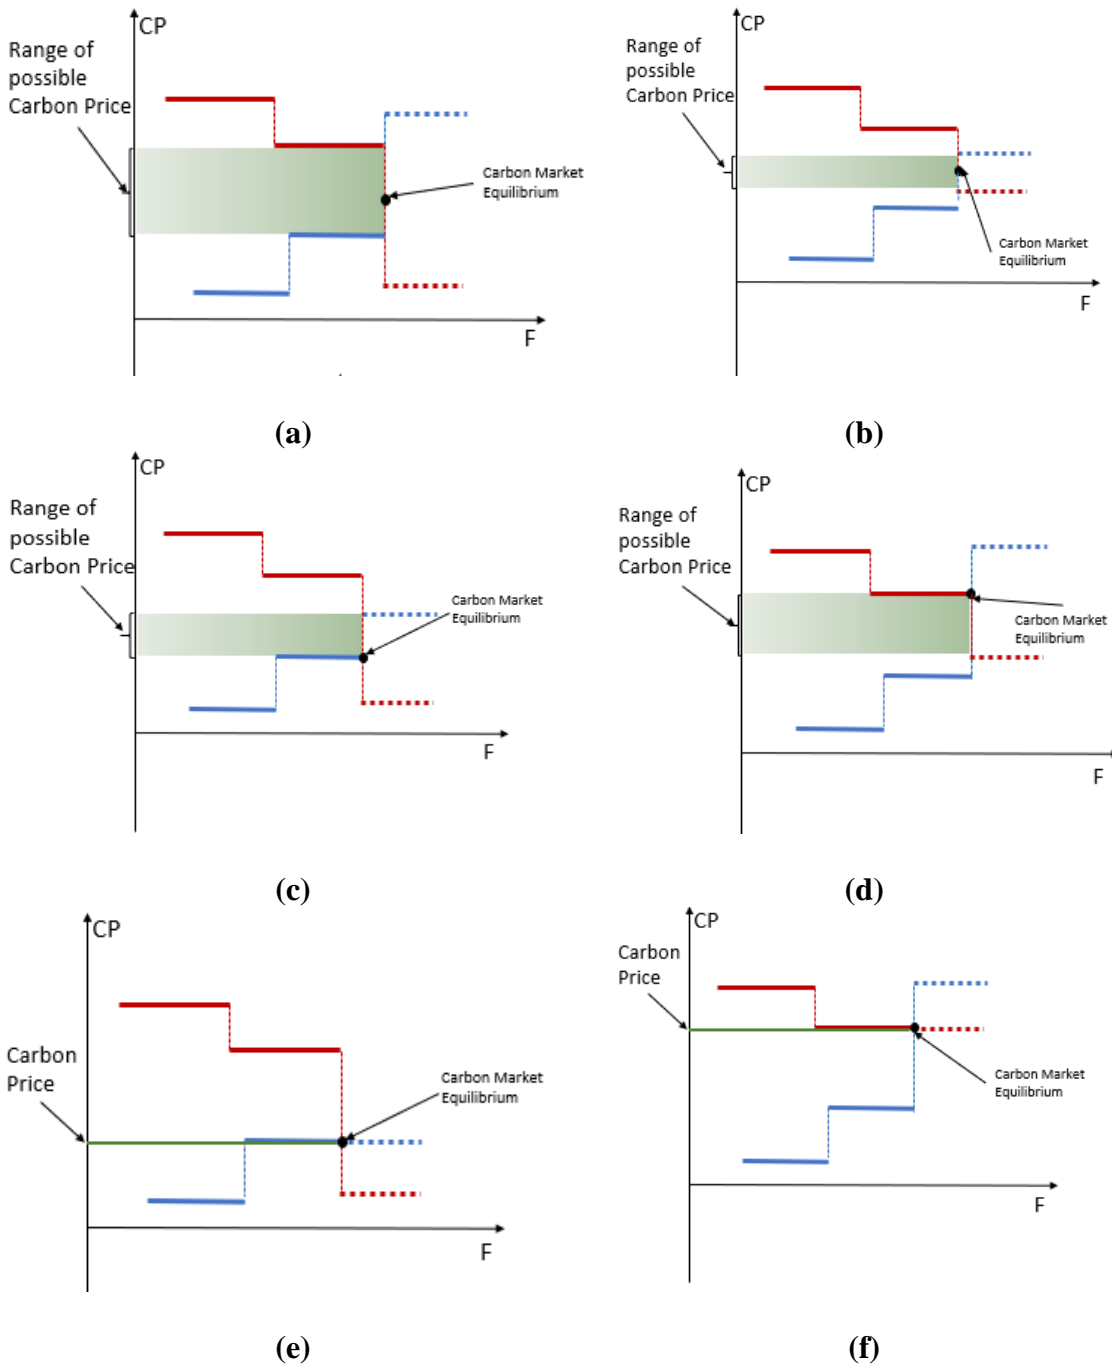 CP
Range of
possible
Carbon Price
Carbon Market
Equilibrium
F
(a)
CP
Range of
possible
Carbon Price
Carbon Market
Equilibrium
F
(b)
CP
Range of
possible
Carbon Price
Carbon Market
Equilibrium
F
(c)
CP
Range of
possible
Carbon Price
Carbon Market
Equilibrium
F
(d)
CP
Carbon
Price
Carbon Market
Equilibrium
F
(e)
CP
Carbon
Price
Carbon Market
Equilibrium
F
(f)